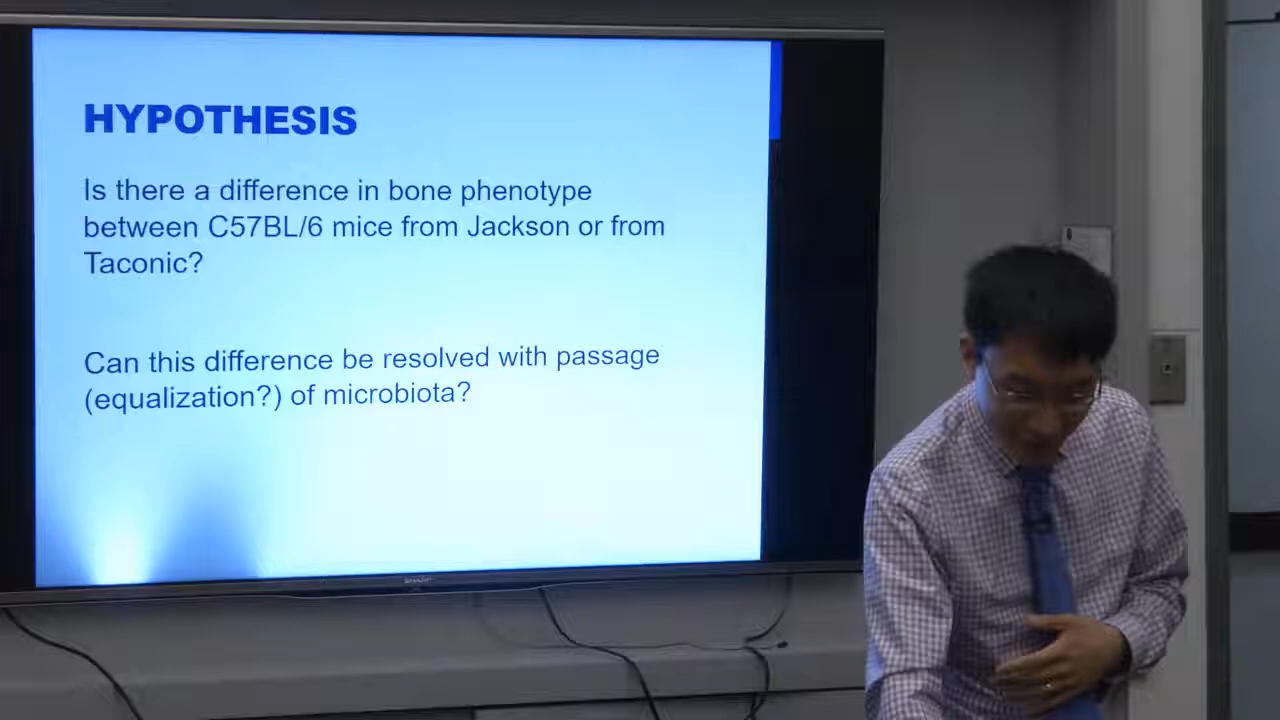 HYPOTHESIS
Is there a difference in bone phenotype
between C57BL/6 mice from Jackson or from
Taconic?
Can this difference be resolved with passage
(equalization?) of microbiota?
SHARP